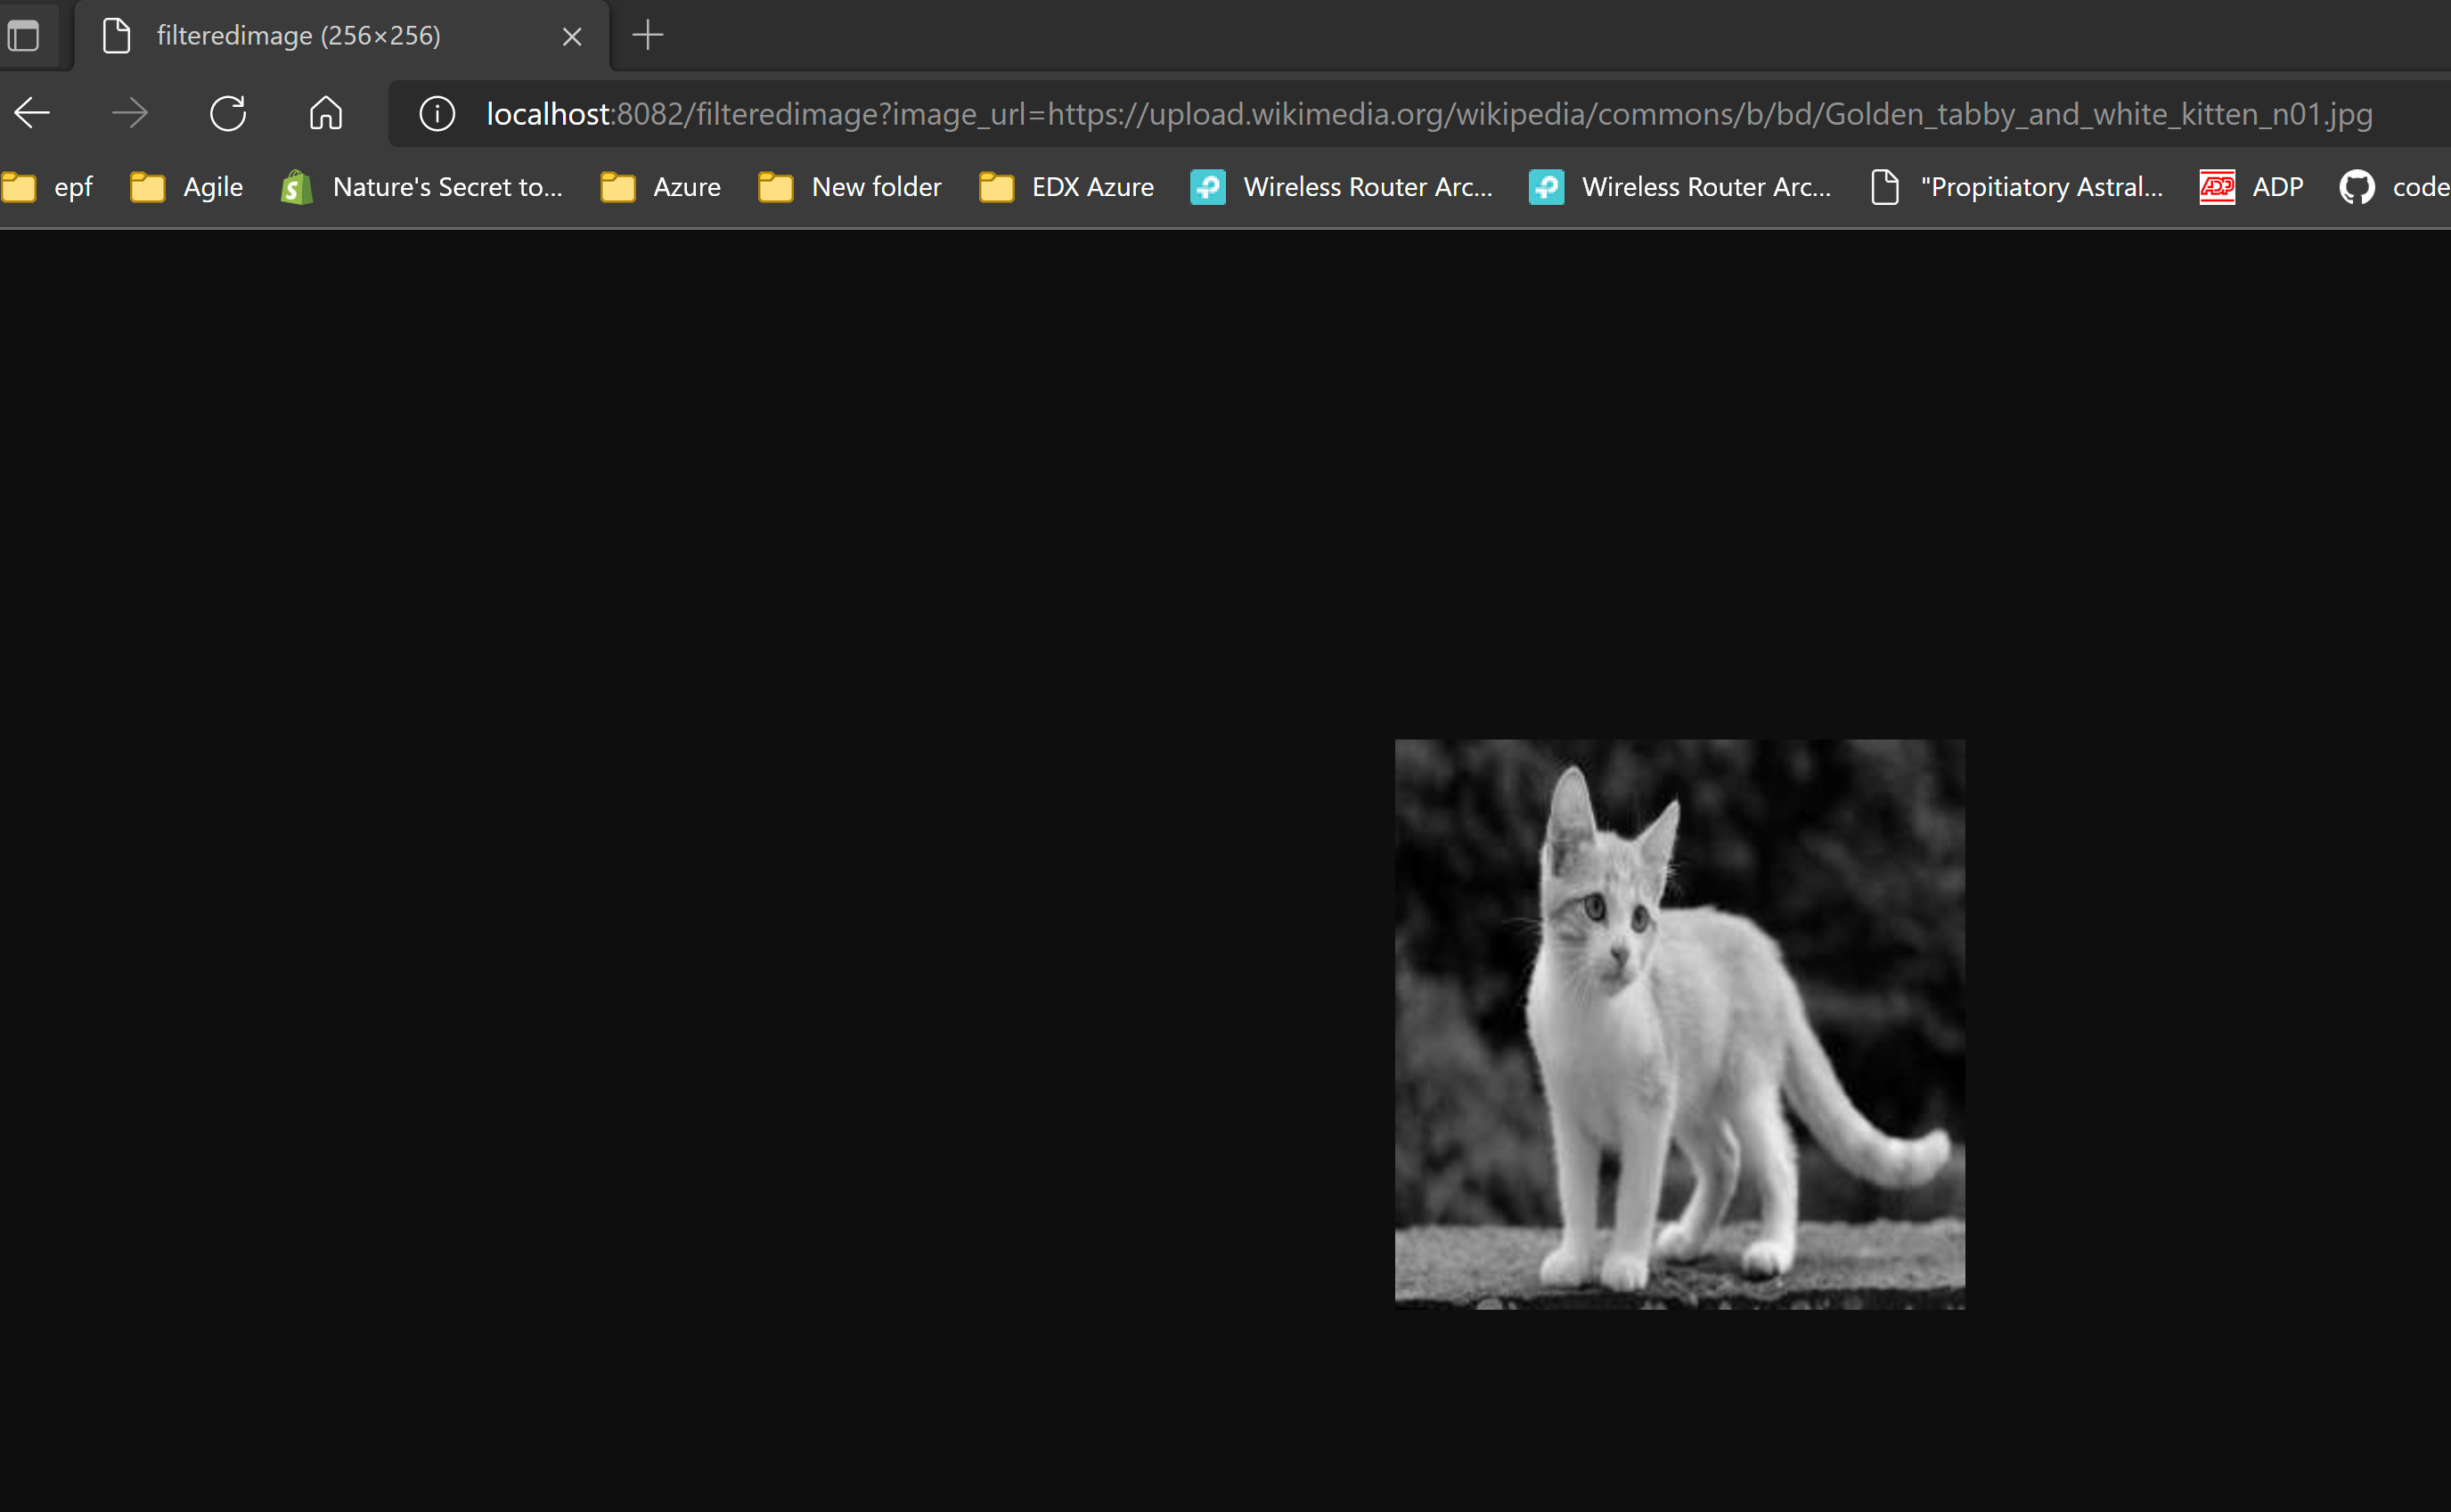 filteredimage (256×256)
localhost:8082/filteredimage?image_url=https://upload.wikimedia.org/wikipedia/commons/b/bd/Golden_tabby_and_white_kitten_n01.jpg
epf Agile Nature's Secret to... Azure New folder EDX Azure Wireless Router Arc... Wireless Router Arc... "Propitiatory Astral... ADP ADP code